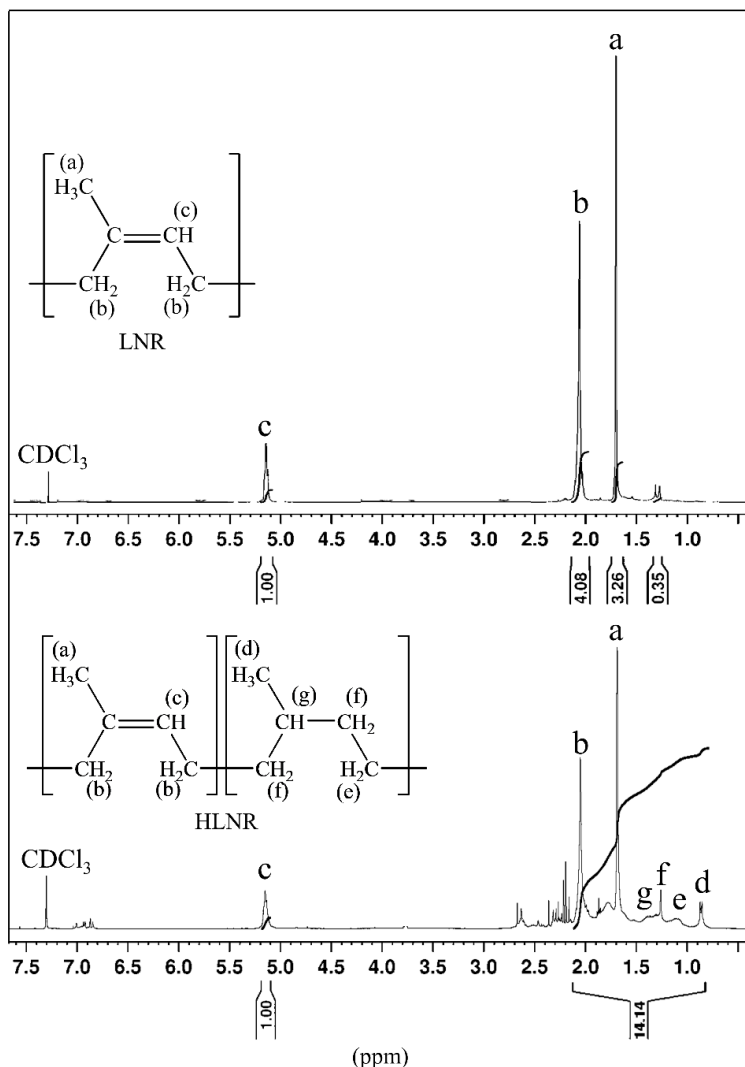 a
b
(a)
H₃C
(c)
C
CH
CH₂
H₂C
(b)
(b)
LNR
CDCl₃
c
7.5 7.0 6.5 6.0 5.5 5.0 4.5 4.0 3.5 3.0 2.5 2.0 1.5 1.0
1.00 4.08 3.26 0.35
a
(a) (d)
H₃C H₃C
(c) (g) (f)
C CH CH CH₂
CH₂ H₂C CH₂ H₂C
(b) (b) (f) (e)
HLNR
b
CDCl₃
c
g f e d
7.5 7.0 6.5 6.0 5.5 5.0 4.5 4.0 3.5 3.0 2.5 2.0 1.5 1.0
1.00 14.14
(ppm)